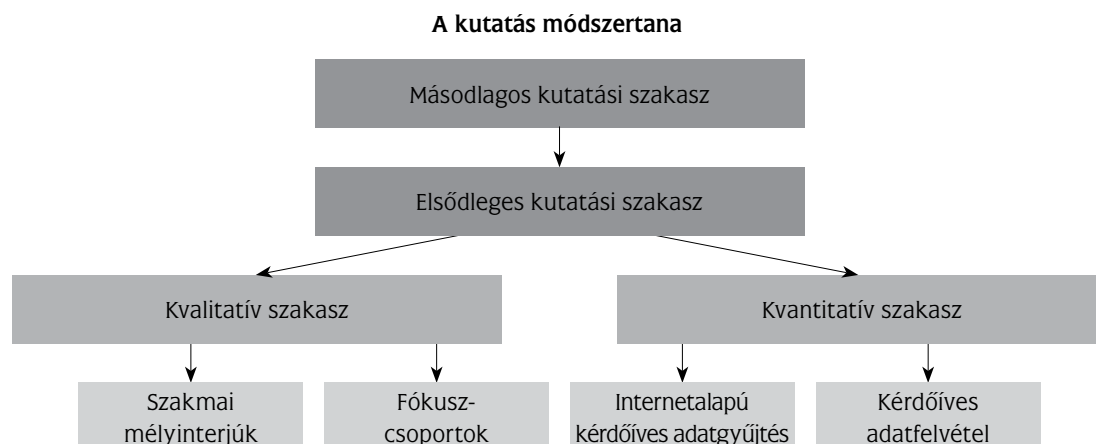 A kutatás módszertana
Másodlagos kutatási szakasz
Elsődleges kutatási szakasz
Kvalitatív szakasz
Kvantitatív szakasz
Szakmai
mélyinterjúk
Fókusz-
csoportok
Internetalapú
kérdőíves adatgyűjtés
Kérdőíves
adatfelvétel